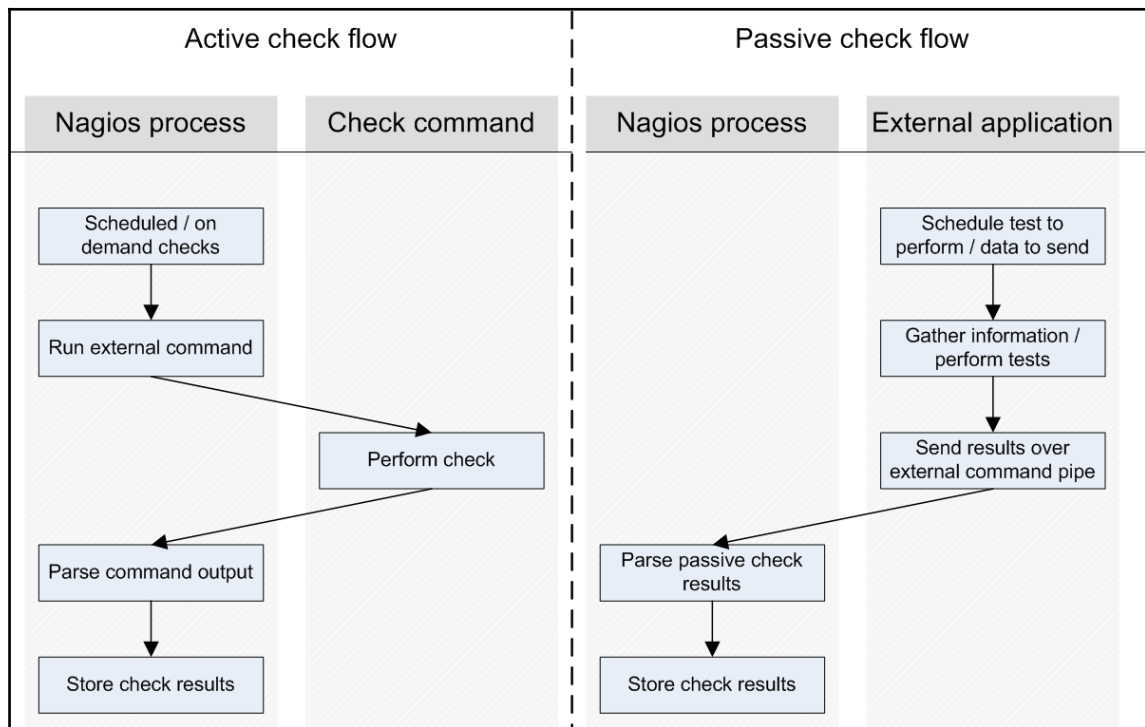 Active check flow
Passive check flow
Nagios process
Check command
Nagios process
External application
Scheduled / on
demand checks
Run external command
Perform check
Parse command output
Store check results
Schedule test to
perform / data to send
Gather information /
perform tests
Send results over
external command pipe
Parse passive check
results
Store check results